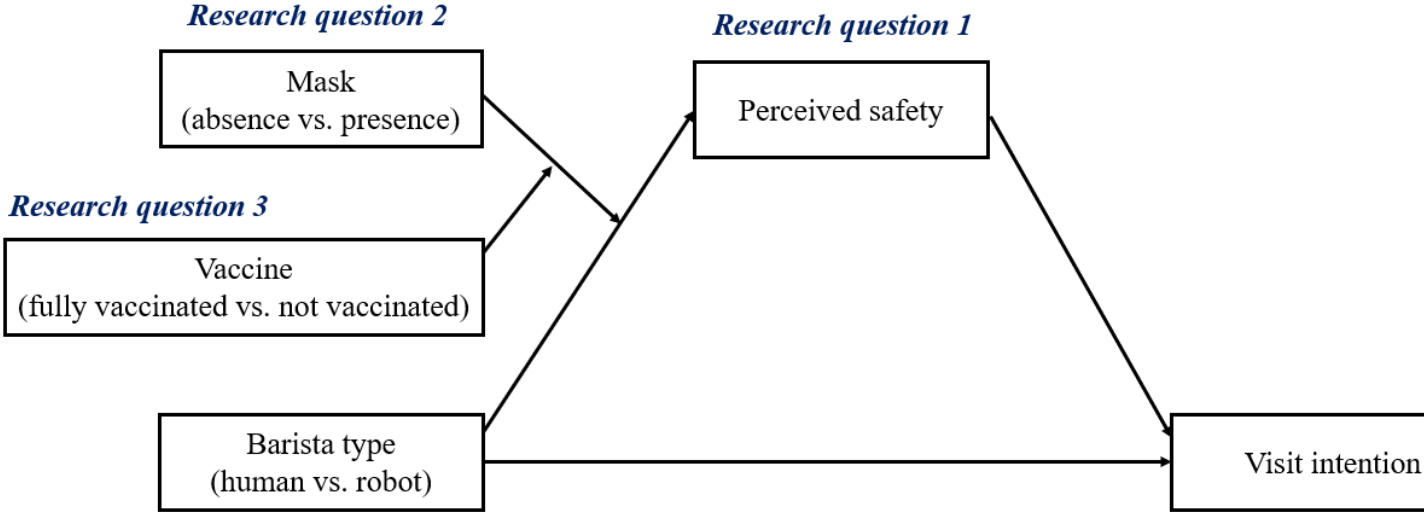 Research question 2
Research question 1
Mask
(absence vs. presence)
Perceived safety
Research question 3
Vaccine
(fully vaccinated vs. not vaccinated)
Barista type
(human vs. robot)
Visit intention